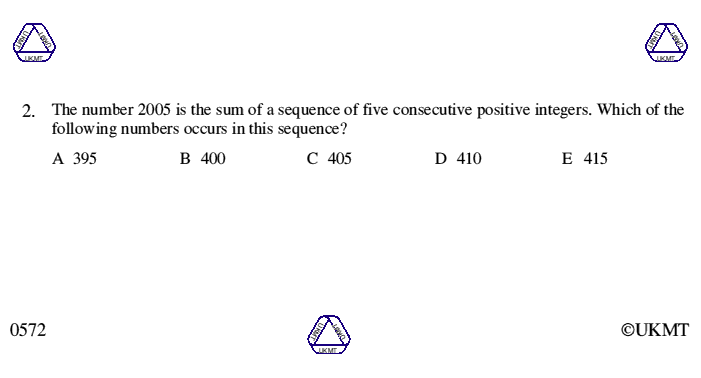 UKMT UKMT UKMT UKMT UKMT UKMT
2. The number 2005 is the sum of a sequence of five consecutive positive integers. Which of the
following numbers occurs in this sequence?
A 395 B 400 C 405 D 410 E 415
0572 UKMT UKMT UKMT ©UKMT